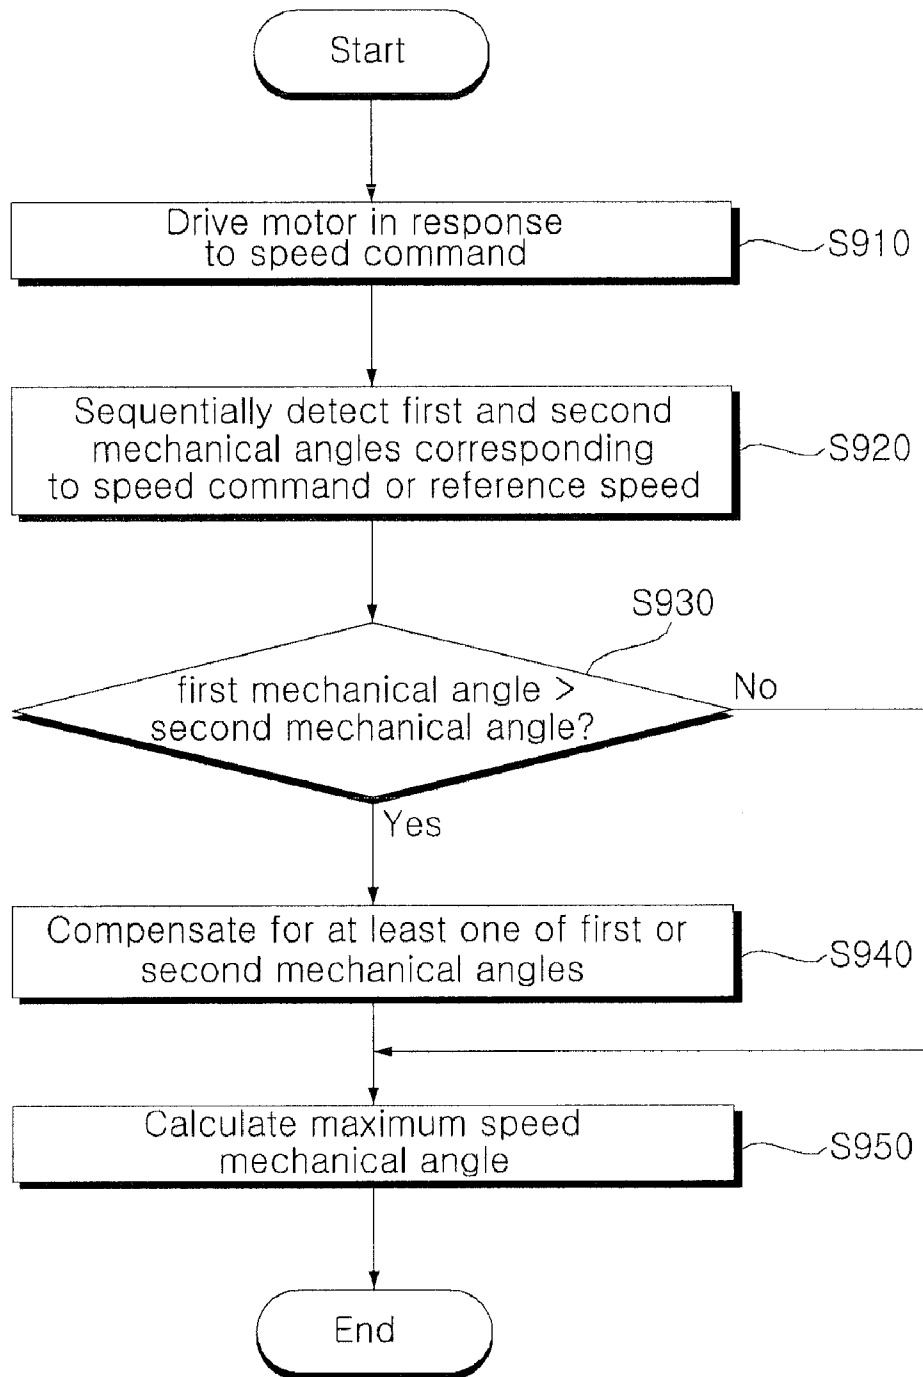 Start
Drive motor in response
to speed command
S910
Sequentially detect first and second
mechanical angles corresponding
to speed command or reference speed
S920
S930
first mechanical angle >
second mechanical angle?
No
Yes
Compensate for at least one of first or
second mechanical angles
S940
Calculate maximum speed
mechanical angle
S950
End